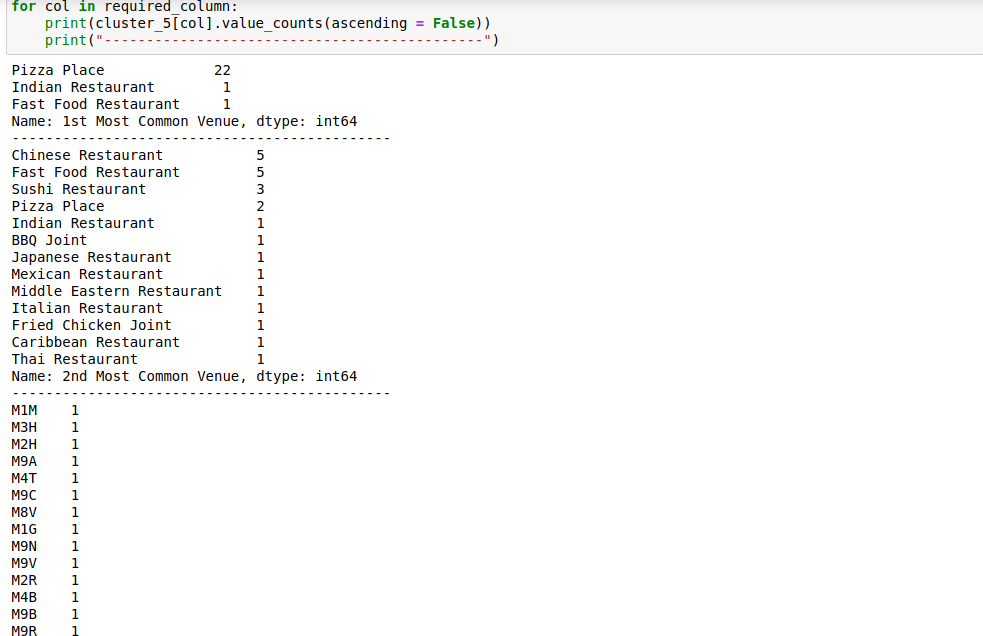 for col in required_column:
    print(cluster_5[col].value_counts(ascending = False))
    print("---------------------------------------------")
Pizza Place             22
Indian Restaurant        1
Fast Food Restaurant     1
Name: 1st Most Common Venue, dtype: int64
---------------------------------------------
Chinese Restaurant           5
Fast Food Restaurant         5
Sushi Restaurant             3
Pizza Place                  2
Indian Restaurant            1
BBQ Joint                    1
Japanese Restaurant          1
Mexican Restaurant           1
Middle Eastern Restaurant    1
Italian Restaurant           1
Fried Chicken Joint          1
Caribbean Restaurant         1
Thai Restaurant              1
Name: 2nd Most Common Venue, dtype: int64
---------------------------------------------
M1M    1
M3H    1
M2H    1
M9A    1
M4T    1
M9C    1
M8V    1
M1G    1
M9N    1
M9V    1
M2R    1
M4B    1
M9B    1
M9R    1